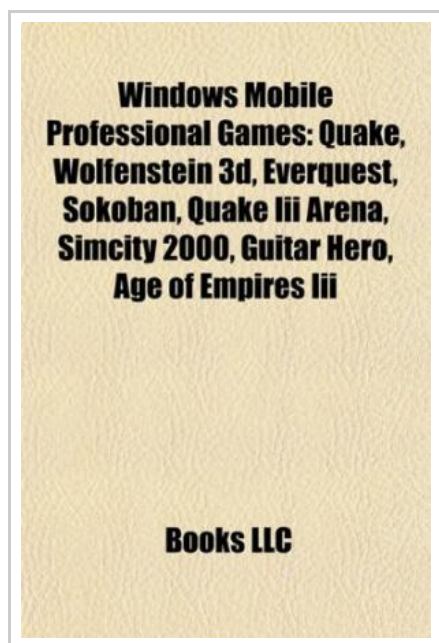 Windows Mobile
Professional Games: Quake,
Wolfenstein 3d, Everquest,
Sokoban, Quake Iii Arena,
Simcity 2000, Guitar Hero,
Age of Empires Iii
Books LLC